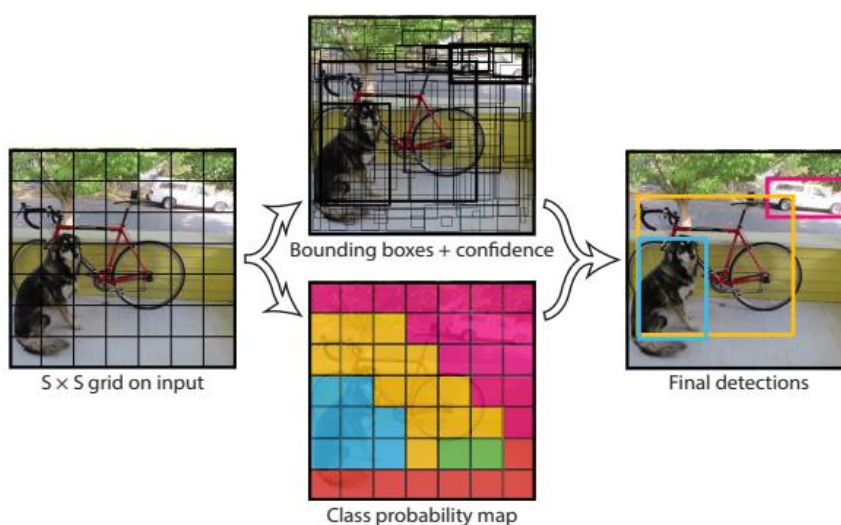 S × S grid on input
Bounding boxes + confidence
Class probability map
Final detections